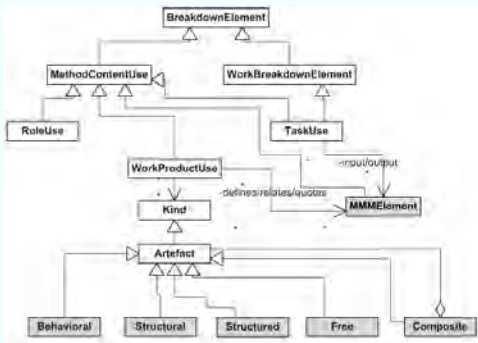 BreakdownElement
MethodContentUse
WorkBreakdownElement
RoleUse
TaskUse
-input/output
WorkProductUse
-defines/relates/quotes
Kind
MMMElement
Artefact
Behavioral
Structural
Structured
Free
Composite